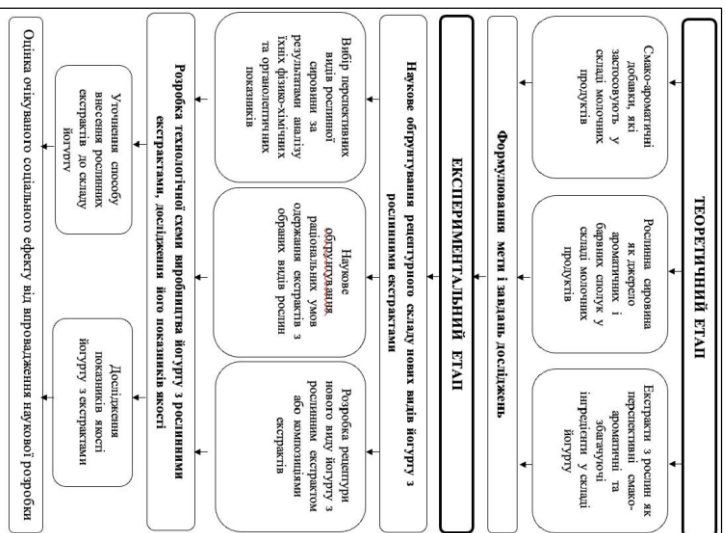 ТЕОРЕТИЧНИЙ ЕТАП
Смако-ароматичні
добавки, які
застосовують у
складі молочних
продуктів
Рослинна сировина
як джерело
ароматичних і
барвних сполук у
складі молочних
продуктів
Екстракти з рослин як
перспективні смако-
ароматичні та
збагачуючі
інгредієнти у складі
йогурту
Формулювання мети і завдань досліджень
ЕКСПЕРИМЕНТАЛЬНИЙ ЕТАП
Наукове обґрунтування рецептурного складу нових видів йогурту з
рослинними екстрактами
Вибір перспективних
видів рослинної
сировини за
результатами аналізу
їхніх фізико-хімічних
та органолептичних
показників
Наукове
обгрунтування
раціональних умов
одержання екстрактів з
обраних видів рослин
Розробка рецептури
нового виду йогурту з
рослинним екстрактом
або композиціями
екстрактів
Розробка технологічної схеми виробництва йогурту з рослинними
екстрактами, дослідження його показників якості
Уточнення способу
внесення рослинних
екстрактів до складу
йогурту
Дослідження
показників якості
йогурту з екстрактами
Оцінка очікуваного соціального ефекту від впровадження наукової розробки